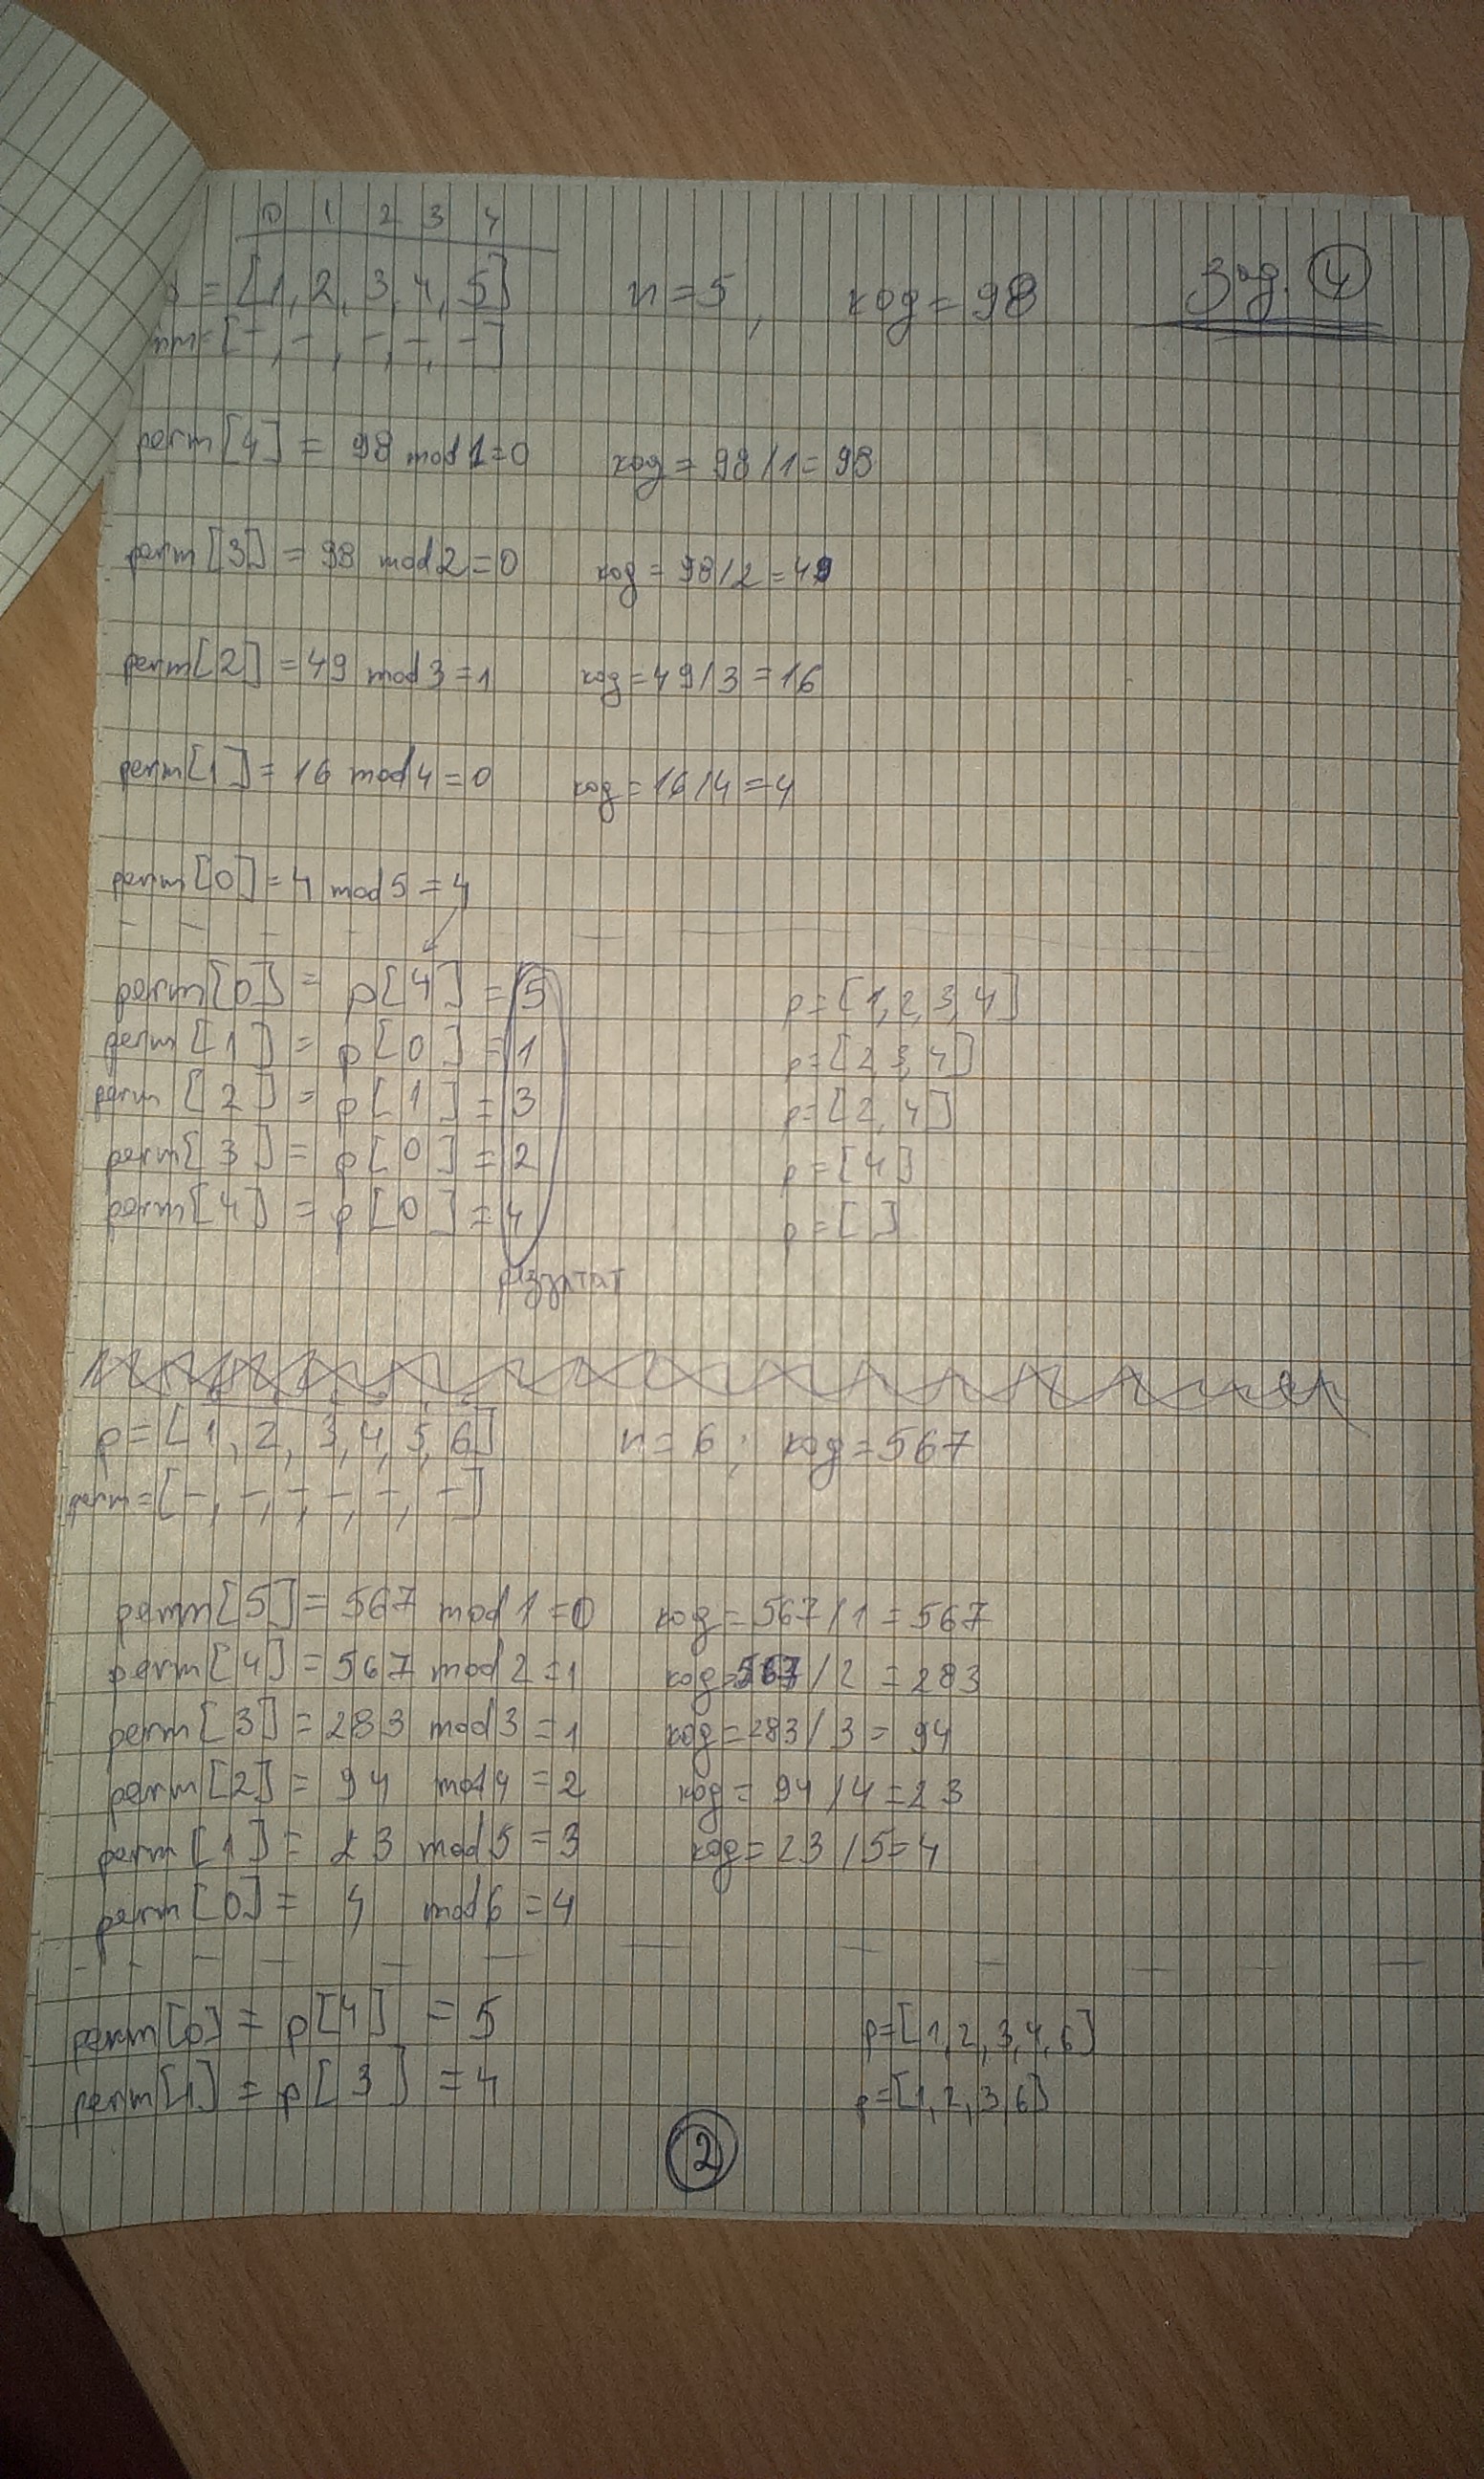 0 1 2 3 4
= [1, 2, 3, 4, 5] n = 5, код = 98 Зад. 4
= [-, -, -, -, -]
perm[4] = 98 mod 1 = 0 код = 98 / 1 = 98
perm[3] = 98 mod 2 = 0 код = 98 / 2 = 49
perm[2] = 49 mod 3 = 1 код = 49 / 3 = 16
perm[1] = 16 mod 4 = 0 код = 16 / 4 = 4
perm[0] = 4 mod 5 = 4
perm[0] = p[4] = 5 p = [1, 2, 3, 4]
perm[1] = p[0] = 1 p = [2 3, 4]
perm[2] = p[1] = 3 p = [2, 4]
perm[3] = p[0] = 2 p = [4]
perm[4] = p[0] = 4 p = [ ]
p = [1, 2, 3, 4, 5, 6] n = 6; код = 567
perm = [-, -, -, -, -, -]
perm[5] = 567 mod 1 = 0 код = 567 / 1 = 567
perm[4] = 567 mod 2 = 1 код = 567 / 2 = 283
perm[3] = 283 mod 3 = 1 код = 283 / 3 = 94
perm[2] = 94 mod 4 = 2 код = 94 / 4 = 23
perm[1] = 23 mod 5 = 3 код = 23 / 5 = 4
perm[0] = 4 mod 6 = 4
perm[0] = p[4] = 5 p = [1, 2, 3, 4, 6]
perm[1] = p[3] = 4 p = [1, 2, 3, 6]
2